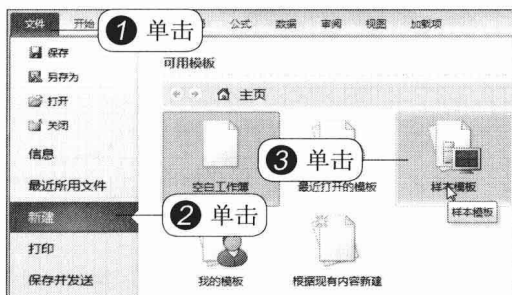 文件 开始 公式 数据 审阅 视图 加载项
1 单击
保存
另存为
打开
关闭
信息
最近所用文件
新建
打印
保存并发送
2 单击
可用模板
主页
3 单击
空白工作簿 最近打开的模板 样本模板
样本模板
我的模板 根据现有内容新建